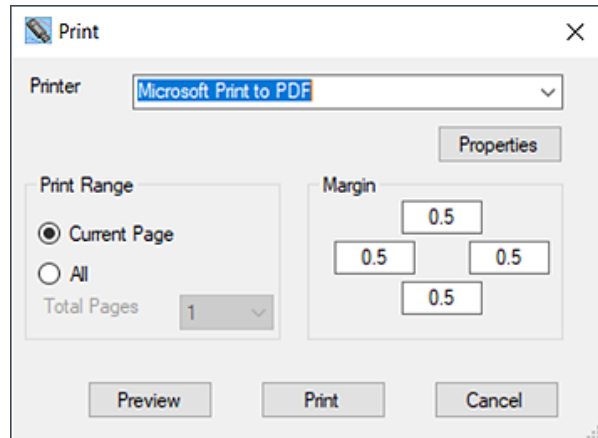 Print
Printer
Microsoft Print to PDF
Properties
Print Range
Current Page
All
Total Pages
1
Margin
0.5
0.5 0.5
0.5
Preview Print Cancel